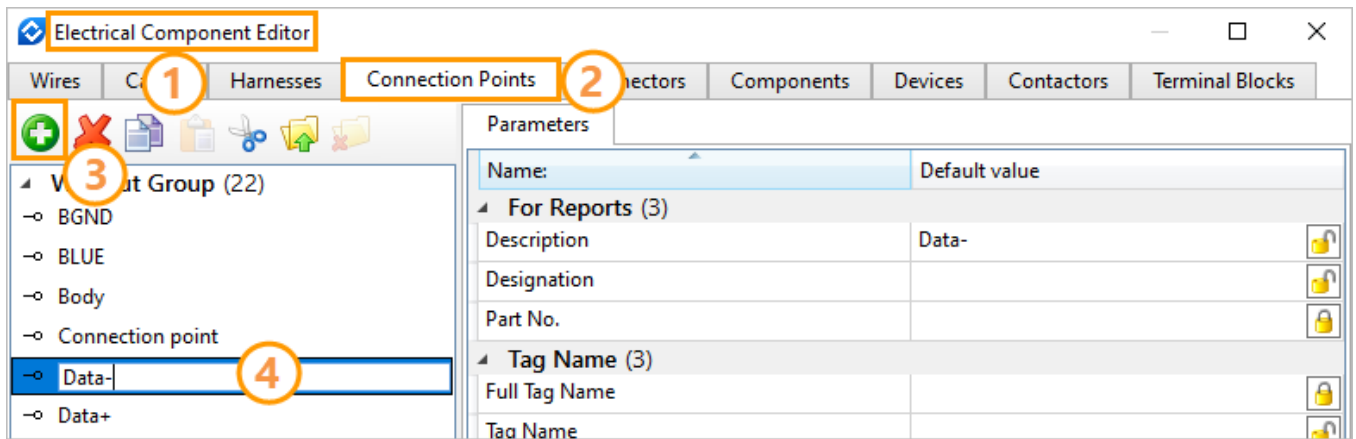 Electrical Component Editor
Wires 1 Harnesses Connection Points 2 Components Devices Contactors Terminal Blocks
3
Parameters
Name: Default value
Group (22)
For Reports (3)
BGND
Description Data-
BLUE
Designation
Body
Part No.
Connection point
Tag Name (3)
Data- 4
Full Tag Name
Data+
Tag Name